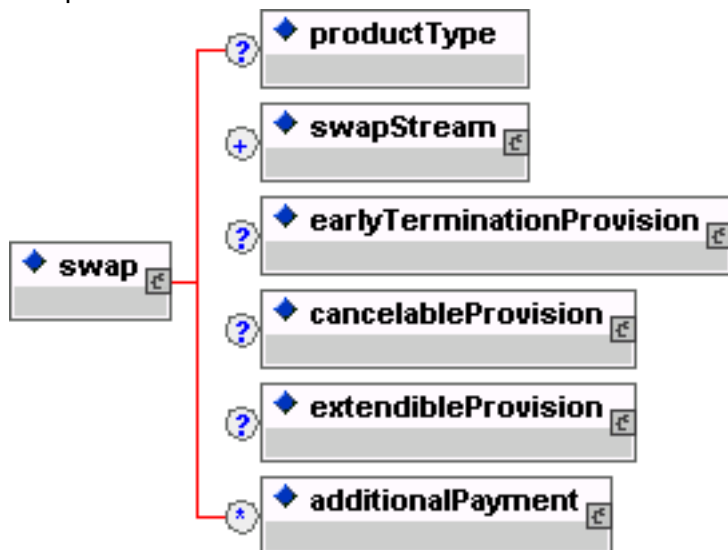 ? productType
+ swapStream
? earlyTerminationProvision
swap
? cancelableProvision
? extendibleProvision
* additionalPayment